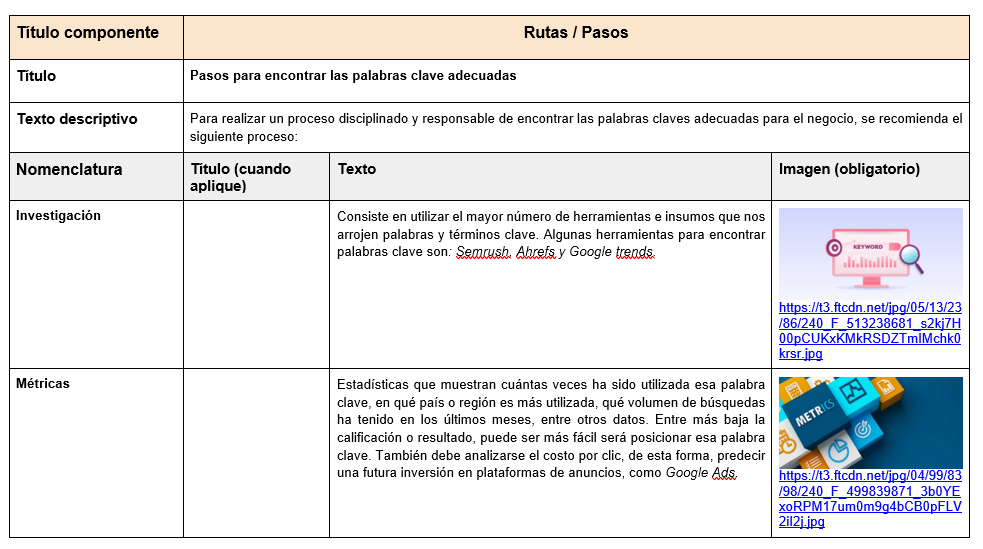 Título componente
Rutas / Pasos
Título
Pasos para encontrar las palabras clave adecuadas
Texto descriptivo
Para realizar un proceso disciplinado y responsable de encontrar las palabras claves adecuadas para el negocio, se recomienda el
siguiente proceso:
Nomenclatura
Título (cuando
aplique)
Texto
Imagen (obligatorio)
Investigación
Consiste en utilizar el mayor número de herramientas e insumos que nos
arrojen palabras y términos clave. Algunas herramientas para encontrar
palabras clave son: Semrush, Ahrefs y Google trends.
KEYWORD
https://t3.ftcdn.net/jpg/05/13/23
/86/240_F_513238681_s2kj7H
00pCUKxKMkRSDZTmIMchk0
krsr.jpg
Métricas
Estadísticas que muestran cuántas veces ha sido utilizada esa palabra
clave, en qué país o región es más utilizada, qué volumen de búsquedas
ha tenido en los últimos meses, entre otros datos. Entre más baja la
calificación o resultado, puede ser más fácil será posicionar esa palabra
clave. También debe analizarse el costo por clic, de esta forma, predecir
una futura inversión en plataformas de anuncios, como Google Ads.
METRICS
https://t3.ftcdn.net/jpg/04/99/83
/98/240_F_499839871_3b0YE
xoRPM17um0m9g4bCB0pFLV
2il2j.jpg